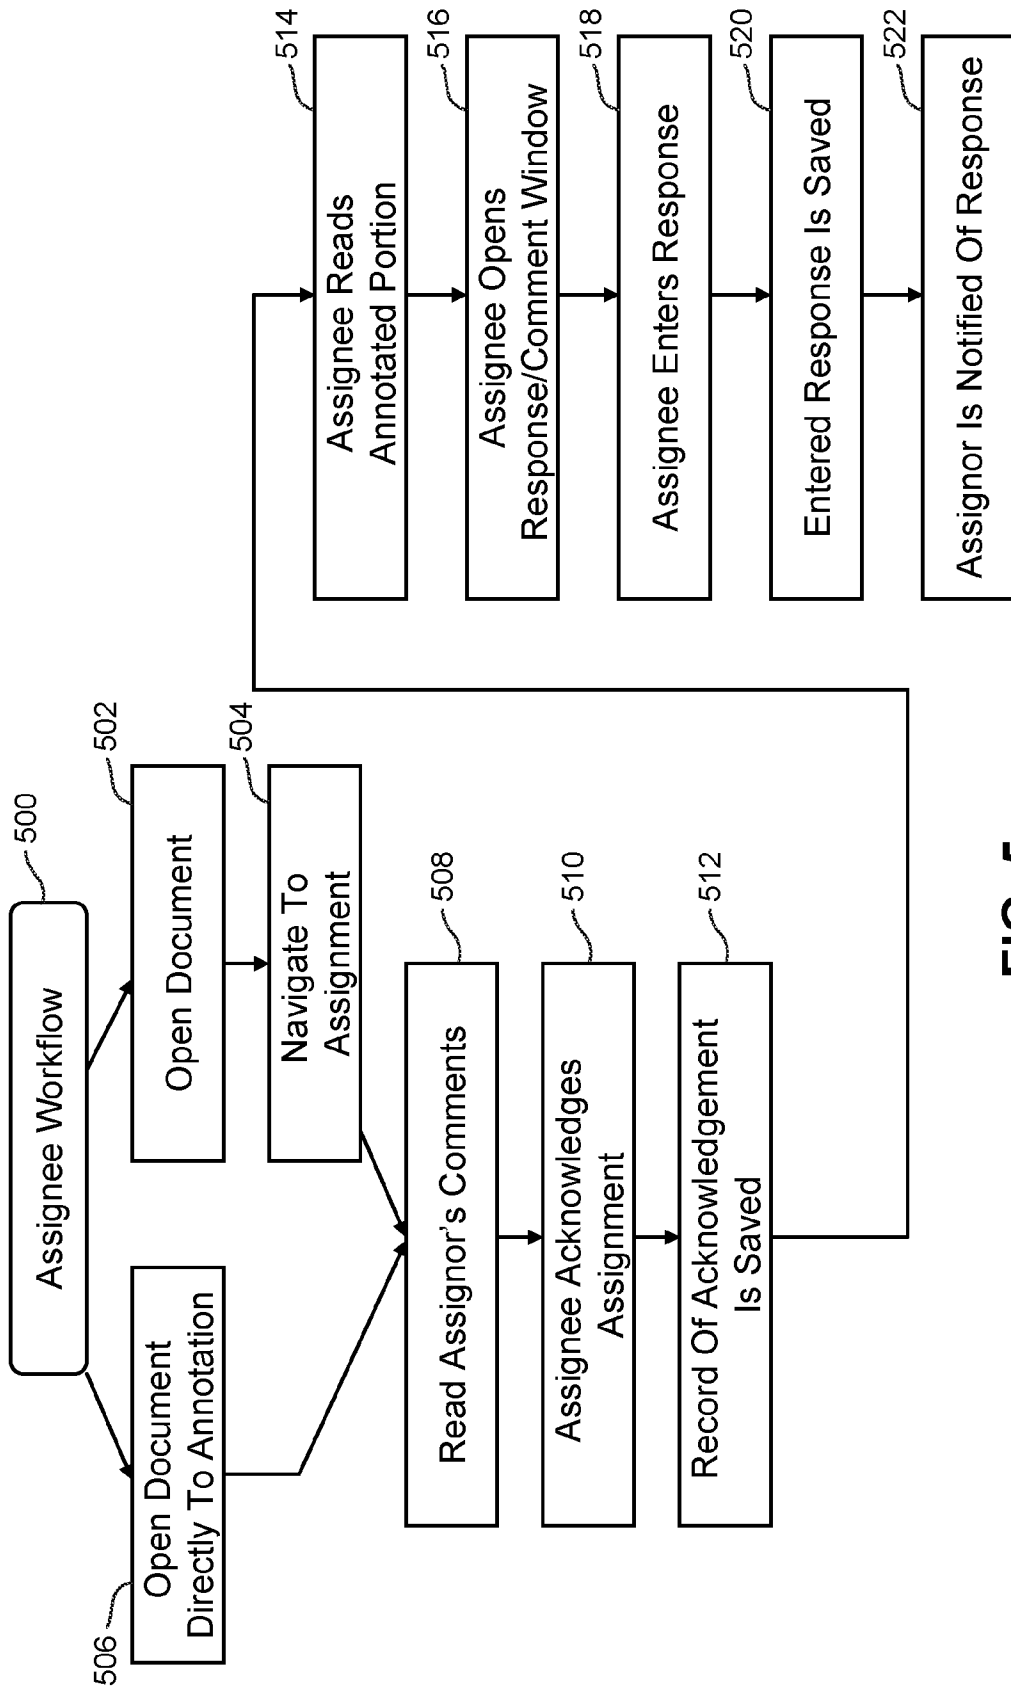 Assignee Workflow
500
Open Document
502
Navigate To
Assignment
504
Open Document
Directly To Annotation
506
Read Assignor's Comments
508
Assignee Acknowledges
Assignment
510
Record Of Acknowledgement
Is Saved
512
Assignee Reads
Annotated Portion
514
Assignee Opens
Response/Comment Window
516
Assignee Enters Response
518
Entered Response Is Saved
520
Assignor Is Notified Of Response
522